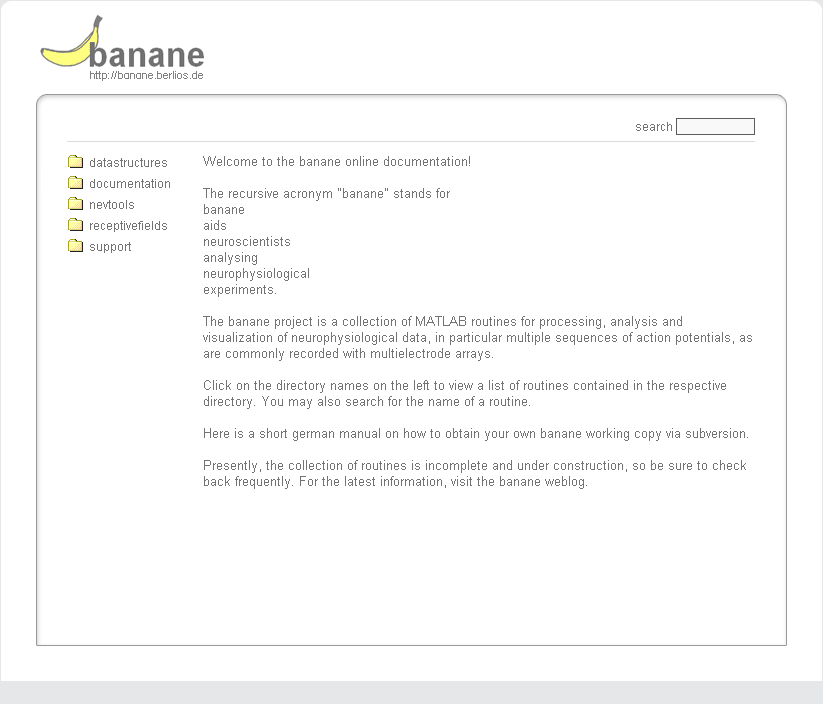 banane
http://banane.berlios.de
search
datastructures
documentation
nevtools
receptivefields
support
Welcome to the banane online documentation!
The recursive acronym "banane" stands for
banane
aids
neuroscientists
analysing
neurophysiological
experiments.
The banane project is a collection of MATLAB routines for processing, analysis and
visualization of neurophysiological data, in particular multiple sequences of action potentials, as
are commonly recorded with multielectrode arrays.
Click on the directory names on the left to view a list of routines contained in the respective
directory. You may also search for the name of a routine.
Here is a short german manual on how to obtain your own banane working copy via subversion.
Presently, the collection of routines is incomplete and under construction, so be sure to check
back frequently. For the latest information, visit the banane weblog.